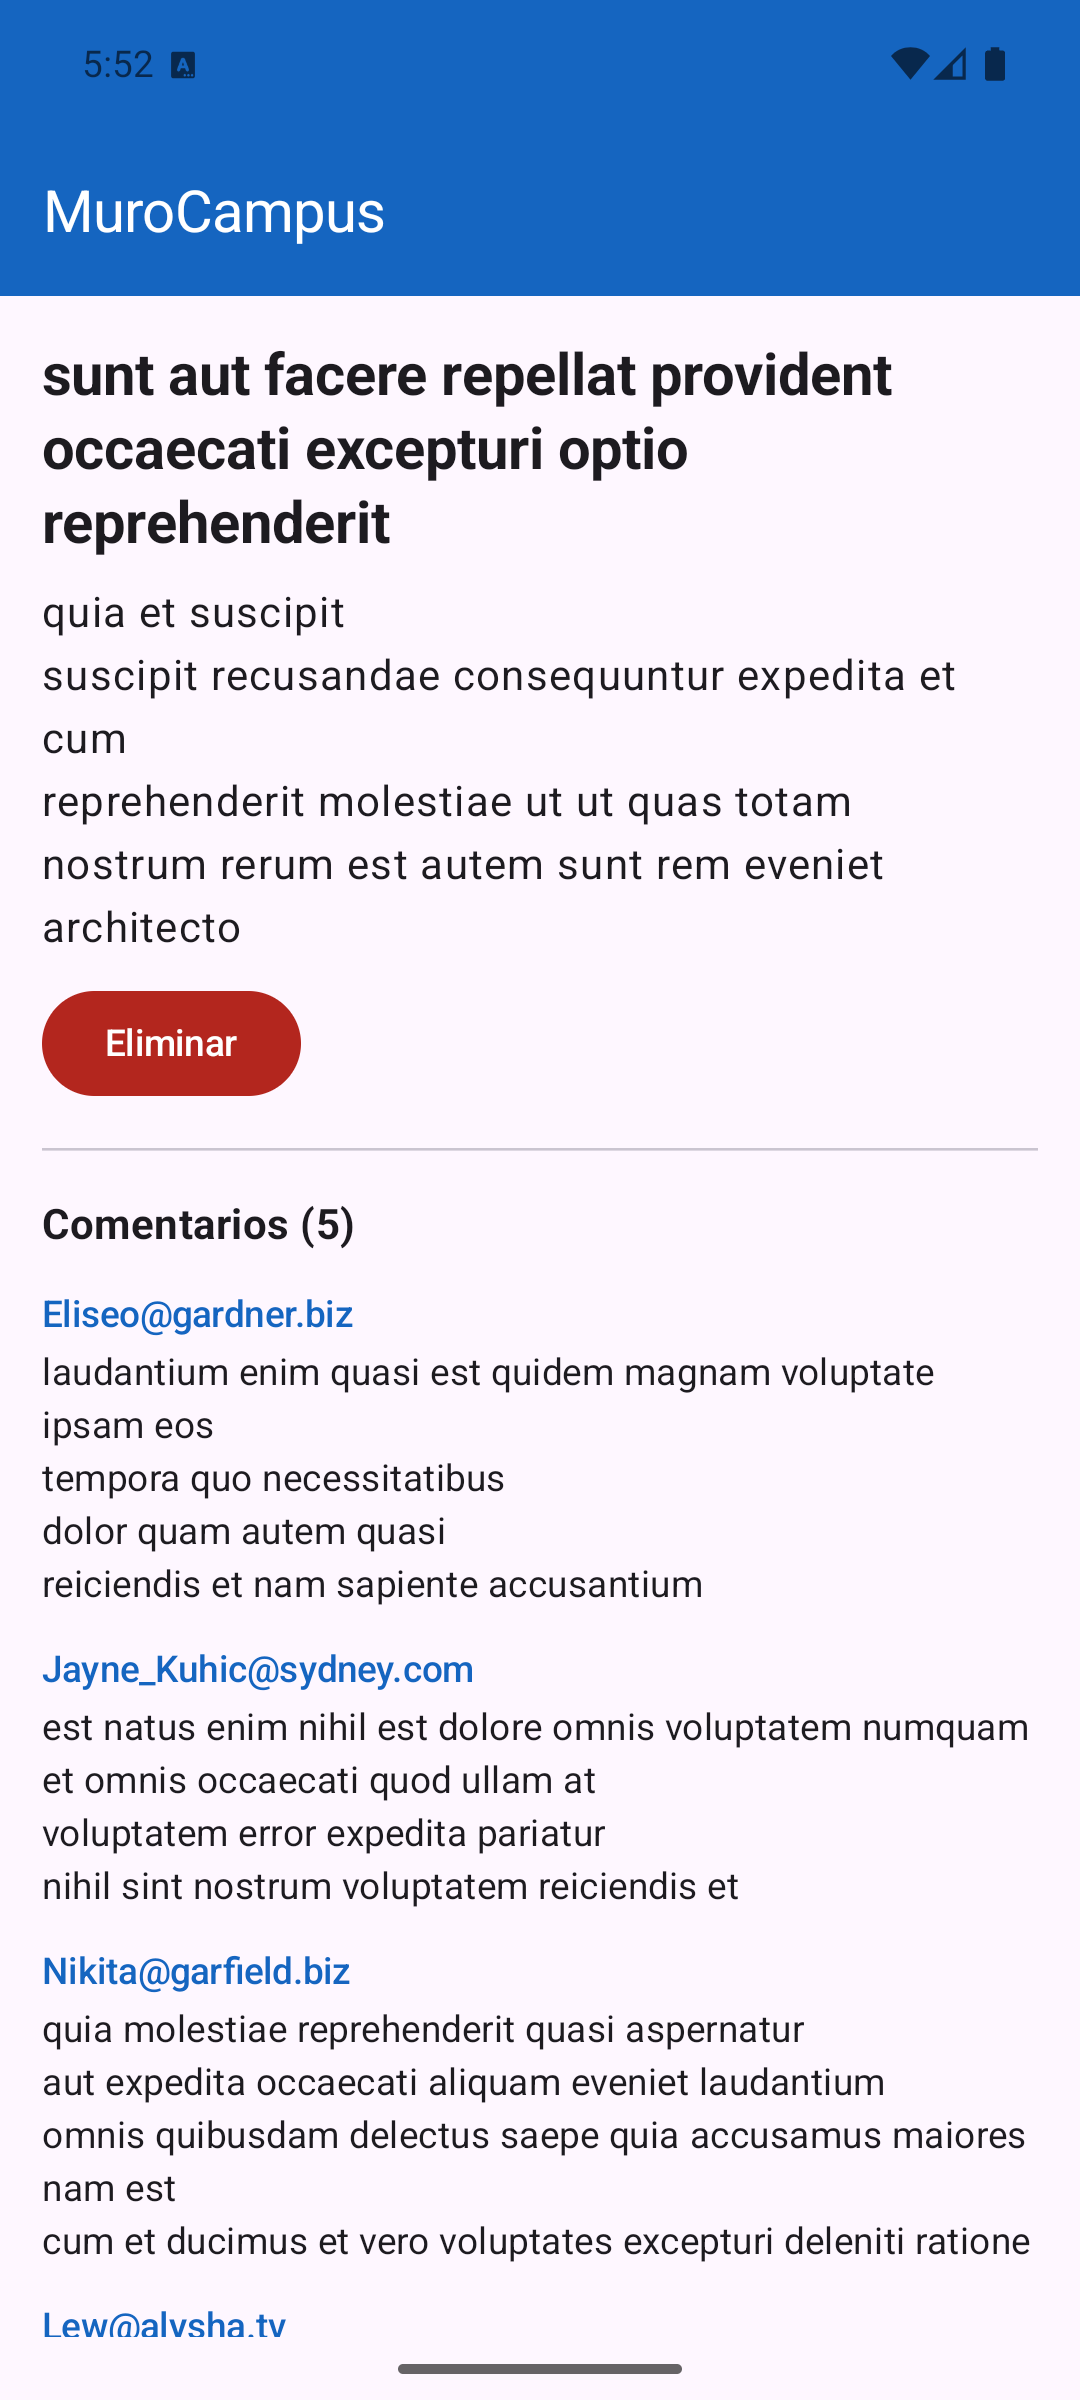 5:52
MuroCampus
sunt aut facere repellat provident
occaecati excepturi optio
reprehenderit
quia et suscipit
suscipit recusandae consequuntur expedita et
cum
reprehenderit molestiae ut ut quas totam
nostrum rerum est autem sunt rem eveniet
architecto
Eliminar
Comentarios (5)
Eliseo@gardner.biz
laudantium enim quasi est quidem magnam voluptate
ipsam eos
tempora quo necessitatibus
dolor quam autem quasi
reiciendis et nam sapiente accusantium
Jayne_Kuhic@sydney.com
est natus enim nihil est dolore omnis voluptatem numquam
et omnis occaecati quod ullam at
voluptatem error expedita pariatur
nihil sint nostrum voluptatem reiciendis et
Nikita@garfield.biz
quia molestiae reprehenderit quasi aspernatur
aut expedita occaecati aliquam eveniet laudantium
omnis quibusdam delectus saepe quia accusamus maiores
nam est
cum et ducimus et vero voluptates excepturi deleniti ratione
Lew@alysha.tv